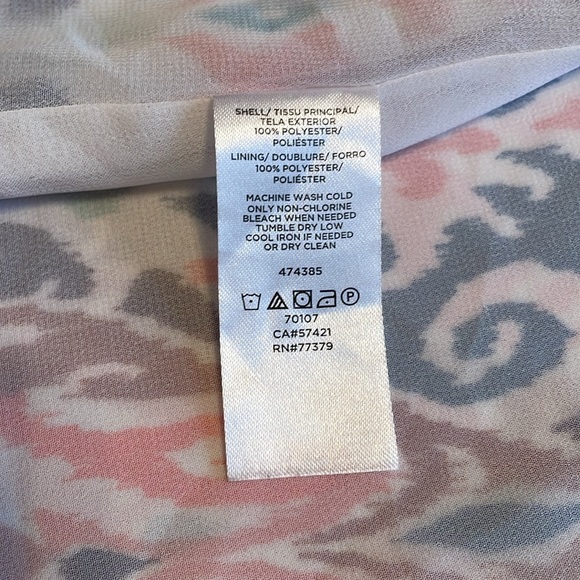 SHELL/ TISSU PRINCIPAL/
TELA EXTERIOR
100% POLYESTER/
POLIÉSTER
LINING/ DOUBLURE/ FORRO
100% POLYESTER/
POLIÉSTER
MACHINE WASH COLD
ONLY NON-CHLORINE
BLEACH WHEN NEEDED
TUMBLE DRY LOW
COOL IRON IF NEEDED
OR DRY CLEAN
474385
P
70107
CA#57421
RN#77379